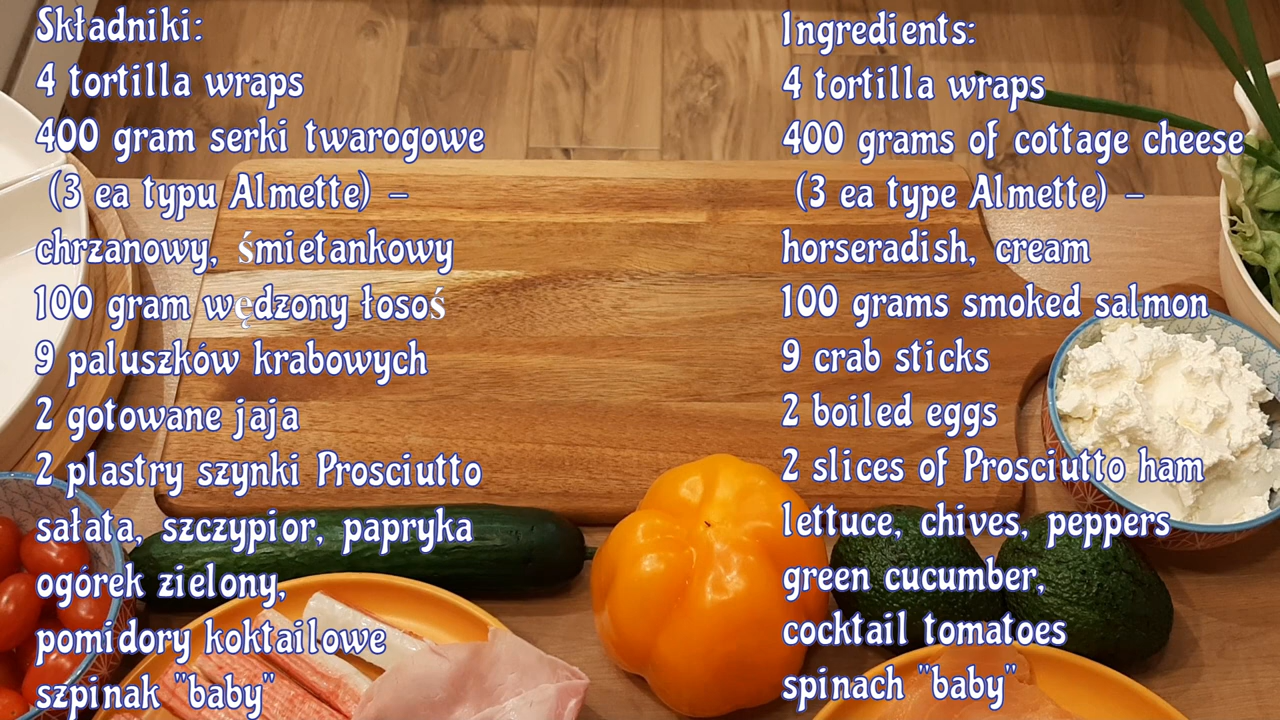 Składniki:
4 tortilla wraps
400 gram serki twarogowe
(3 ea typu Almette) –
chrzanowy, śmietankowy
100 gram wędzony łosoś
9 paluszków krabowych
2 gotowane jaja
2 plastry szynki Prosciutto
sałata, szczypior, papryka
ogórek zielony,
pomidory koktailowe
szpinak "baby"
Ingredients:
4 tortilla wraps
400 grams of cottage cheese
(3 ea type Almette) –
horseradish, cream
100 grams smoked salmon
9 crab sticks
2 boiled eggs
2 slices of Prosciutto ham
lettuce, chives, peppers
green cucumber,
cocktail tomatoes
spinach "baby"